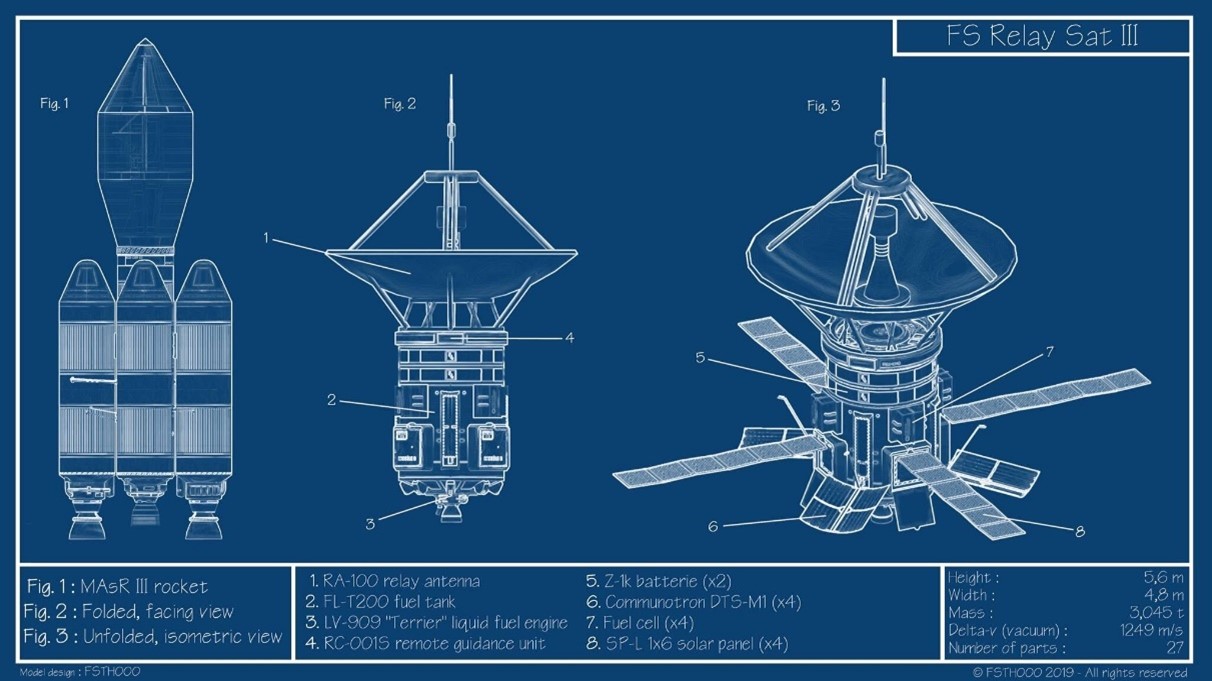 FS Relay Sat III
Fig. 1
Fig. 2
Fig. 3
1
2
3
4
5
6
7
8
Fig. 1 : MAsR III rocket
Fig. 2 : Folded, facing view
Fig. 3 : Unfolded, isometric view
1. RA-100 relay antenna
2. FL-T200 fuel tank
3. LV-909 "Terrier" liquid fuel engine
4. RC-001S remote guidance unit
5. Z-1k batterie (x2)
6. Communotron DTS-M1 (x4)
7. Fuel cell (x4)
8. SP-L 1x6 solar panel (x4)
Height : 5,6 m
Width : 4,8 m
Mass : 3,045 t
Delta-v (vacuum) : 1249 m/s
Number of parts : 27
Model design : FSTH000
© FSTH000 2019 - All rights reserved